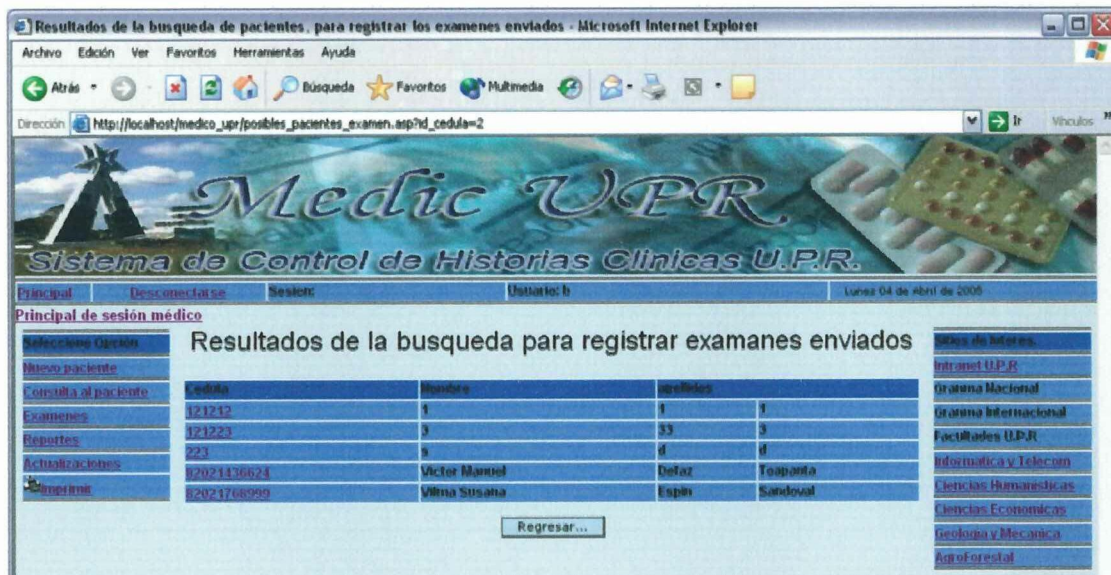 Resultados de la busqueda de pacientes, para registrar los examenes enviados - Microsoft Internet Explorer
Archivo Edición Ver Favoritos Herramientas Ayuda
Atrás Búsqueda Favoritos Multimedia
Dirección http://localhost/medico_upr/posibles_pacientes_examen.asp?id_cedula=2 Ir Vínculos »
Medic UPR
Sistema de Control de Historias Clinicas U.P.R.
Principal Desconectarse Sesion: Usuario: b Lunes 04 de Abril de 2005
Principal de sesión médico
Seleccione Opción
Nuevo paciente
Consulta al paciente
Examenes
Reportes
Actualizaciones
Imprimir
Resultados de la busqueda para registrar examanes enviados
Cedula Nombre apellidos
121212 1 1 1
121223 3 33 3
223 s d d
82021436624 Victor Manuel Defaz Toapanta
82021768999 Vilma Susana Espin Sandoval
Regresar...
Sitios de Interes.
Intranet U.P.R
Granma Nacional
Granma Internacional
Facultades U.P.R
Informatica y Telecom
Ciencias Humanisticas
Ciencias Economicas
Geologia y Mecanica
AgroForestal